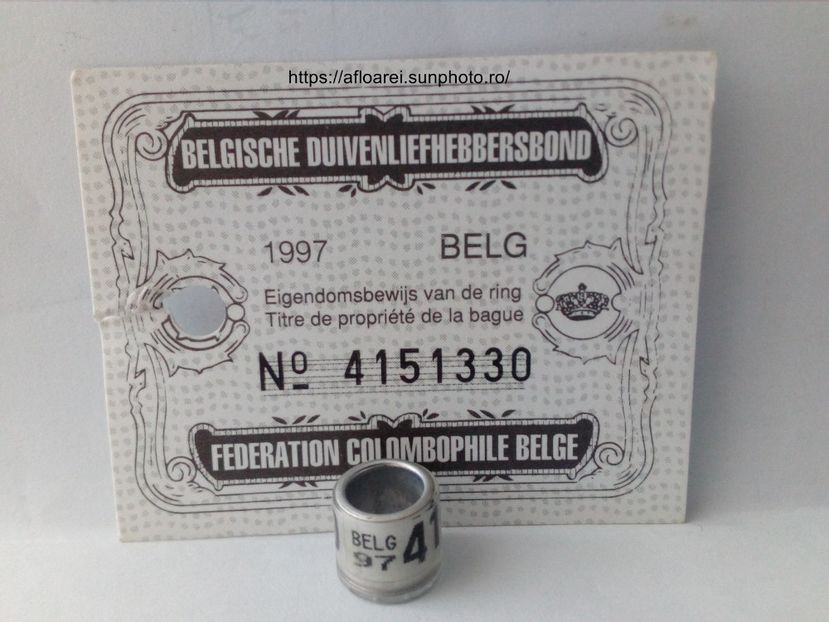 https://afloarei.sunphoto.ro/
BELGISCHE DUIVENLIEFHEBBERSBOND
1997 BELG
Eigendomsbewijs van de ring
Titre de propriété de la bague
Nº 4151330
FEDERATION COLOMBOPHILE BELGE
BELG 41
97